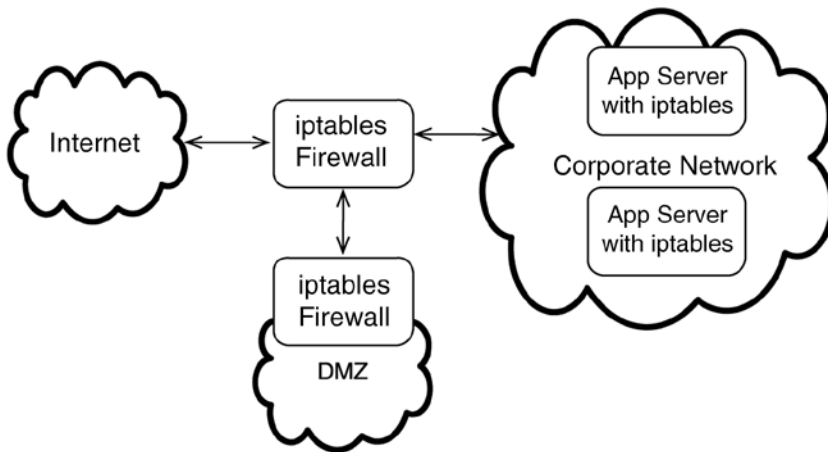 Internet
iptables
Firewall
App Server
with iptables
Corporate Network
App Server
with iptables
iptables
Firewall
DMZ